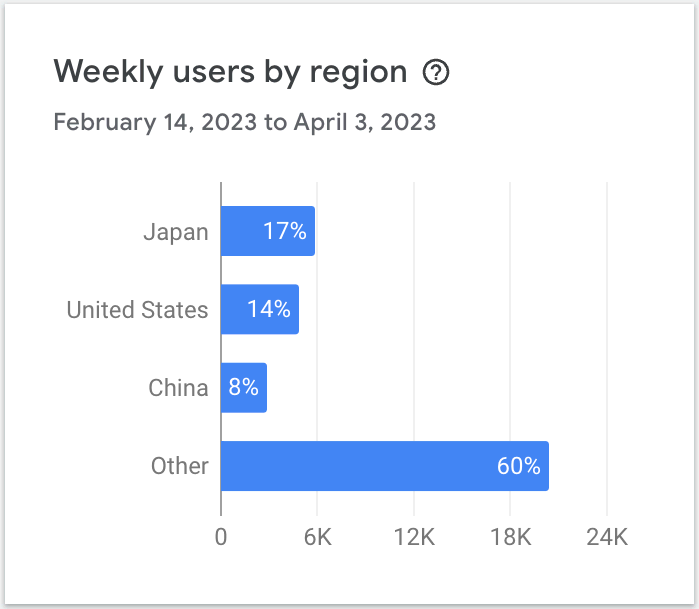 Weekly users by region ?
February 14, 2023 to April 3, 2023
Japan 17%
United States 14%
China 8%
Other 60%
0 6K 12K 18K 24K